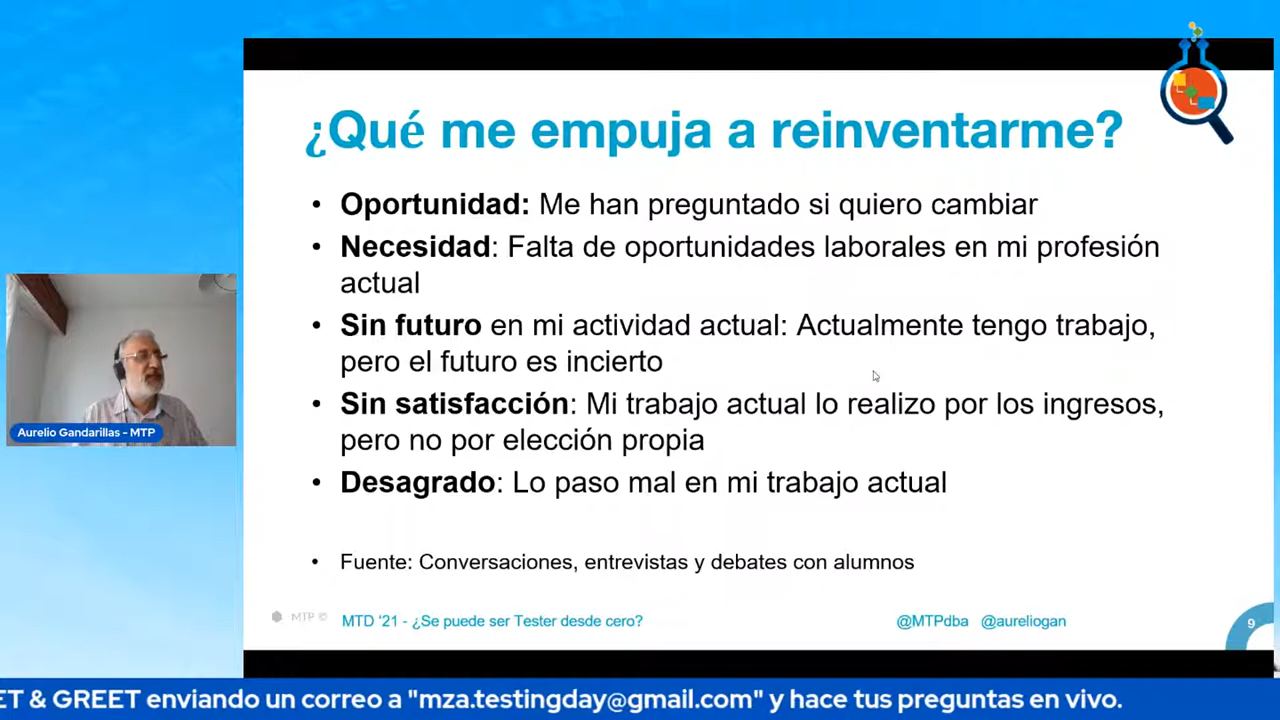 ¿Qué me empuja a reinventarme?
• Oportunidad: Me han preguntado si quiero cambiar
• Necesidad: Falta de oportunidades laborales en mi profesión
actual
• Sin futuro en mi actividad actual: Actualmente tengo trabajo,
pero el futuro es incierto
• Sin satisfacción: Mi trabajo actual lo realizo por los ingresos,
pero no por elección propia
• Desagrado: Lo paso mal en mi trabajo actual
• Fuente: Conversaciones, entrevistas y debates con alumnos
MTP ©
MTD '21 - ¿Se puede ser Tester desde cero?
@MTPdba @aureliogan
9
Aurelio Gandarillas - MTP
ET & GREET enviando un correo a "mza.testingday@gmail.com" y hace tus preguntas en vivo.